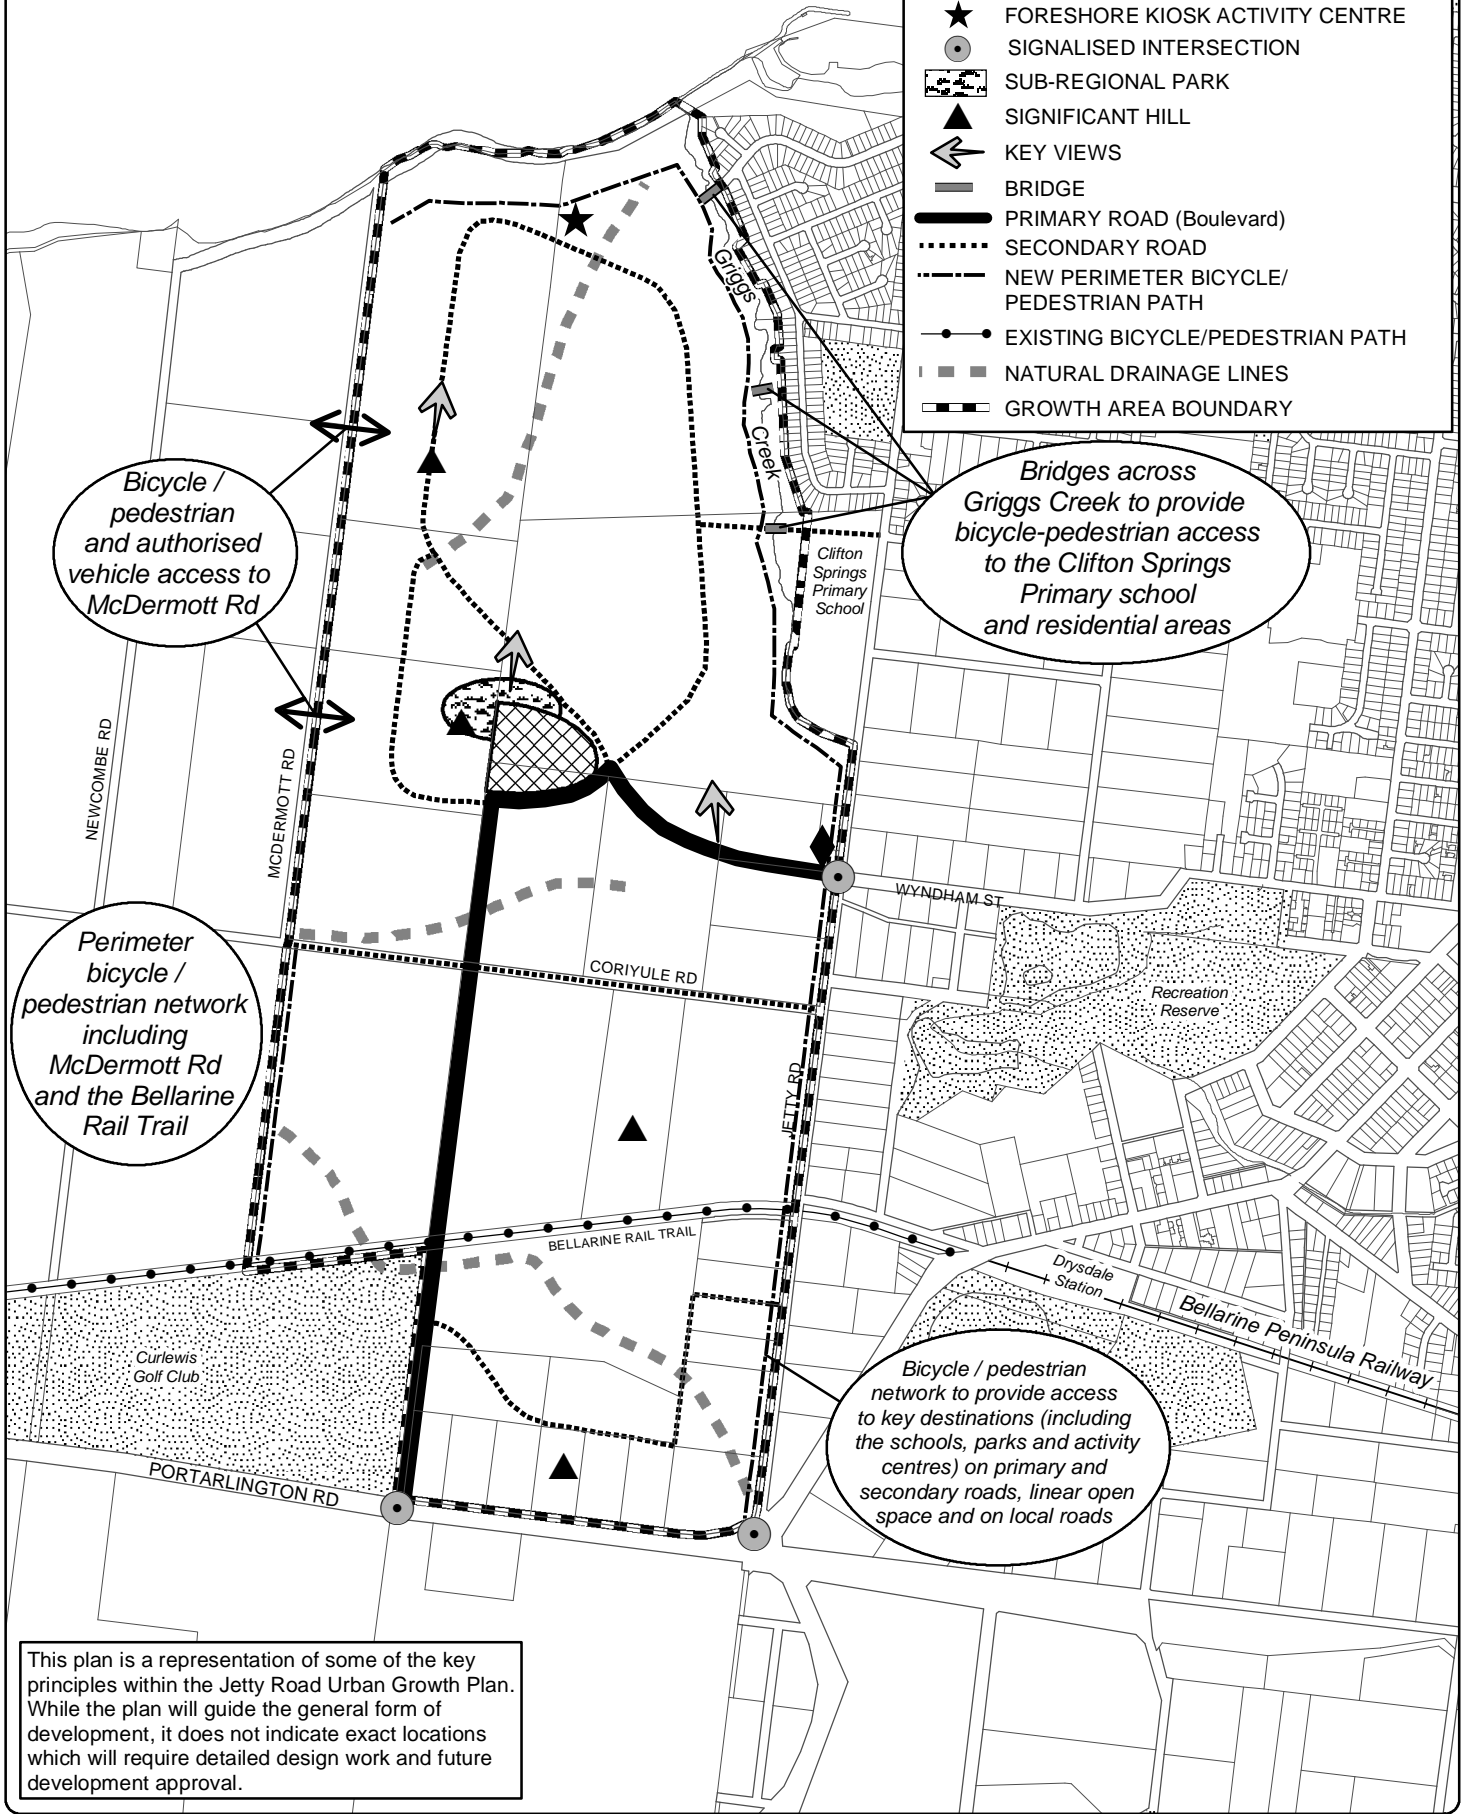 FORESHORE KIOSK ACTIVITY CENTRE
SIGNALISED INTERSECTION
SUB-REGIONAL PARK
SIGNIFICANT HILL
KEY VIEWS
BRIDGE
PRIMARY ROAD (Boulevard)
SECONDARY ROAD
NEW PERIMETER BICYCLE/
PEDESTRIAN PATH
EXISTING BICYCLE/PEDESTRIAN PATH
NATURAL DRAINAGE LINES
GROWTH AREA BOUNDARY
Griggs
Creek
Bicycle /
pedestrian
and authorised
vehicle access to
McDermott Rd
Bridges across
Griggs Creek to provide
bicycle-pedestrian access
to the Clifton Springs
Primary school
and residential areas
Clifton
Springs
Primary
School
NEWCOMBE RD
MCDERMOTT RD
WYNDHAM ST
CORIYULE RD
Perimeter
bicycle /
pedestrian network
including
McDermott Rd
and the Bellarine
Rail Trail
Recreation
Reserve
JETTY RD
BELLARINE RAIL TRAIL
Drysdale
Station
Bellarine Peninsula Railway
Curlewis
Golf Club
Bicycle / pedestrian
network to provide access
to key destinations (including
the schools, parks and activity
centres) on primary and
secondary roads, linear open
space and on local roads
PORTARLINGTON RD
This plan is a representation of some of the key
principles within the Jetty Road Urban Growth Plan.
While the plan will guide the general form of
development, it does not indicate exact locations
which will require detailed design work and future
development approval.